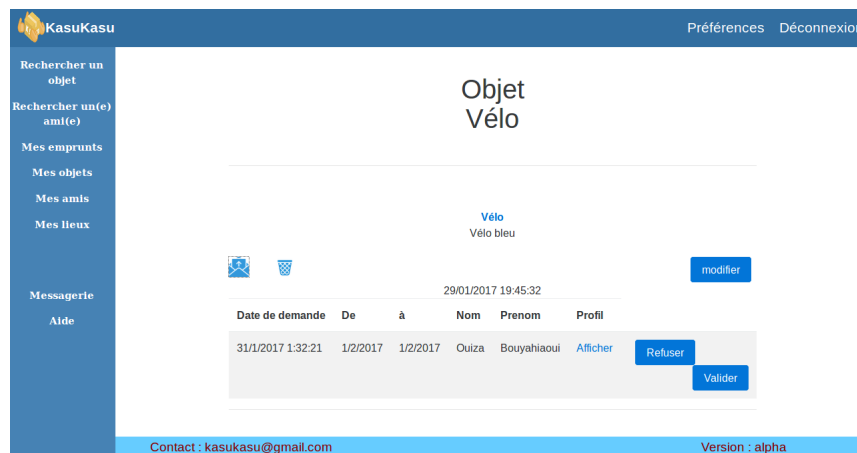 KasuKasu
Préférences Déconnexion
Rechercher un
objet
Rechercher un(e)
ami(e)
Mes emprunts
Mes objets
Mes amis
Mes lieux
Messagerie
Aide
Objet
Vélo
Vélo
Vélo bleu
modifier
29/01/2017 19:45:32
Date de demande De à Nom Prenom Profil
31/1/2017 1:32:21 1/2/2017 1/2/2017 Ouiza Bouyahiaoui Afficher Refuser
Valider
Contact : kasukasu@gmail.com Version : alpha